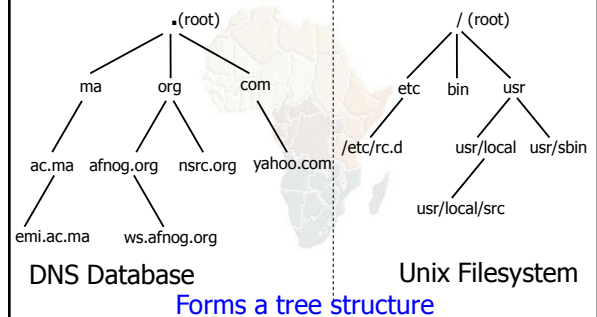 .(root)
ma org com
ac.ma afnog.org nsrc.org yahoo.com
emi.ac.ma ws.afnog.org
DNS Database
/ (root)
etc bin usr
/etc/rc.d usr/local usr/sbin
usr/local/src
Unix Filesystem
Forms a tree structure